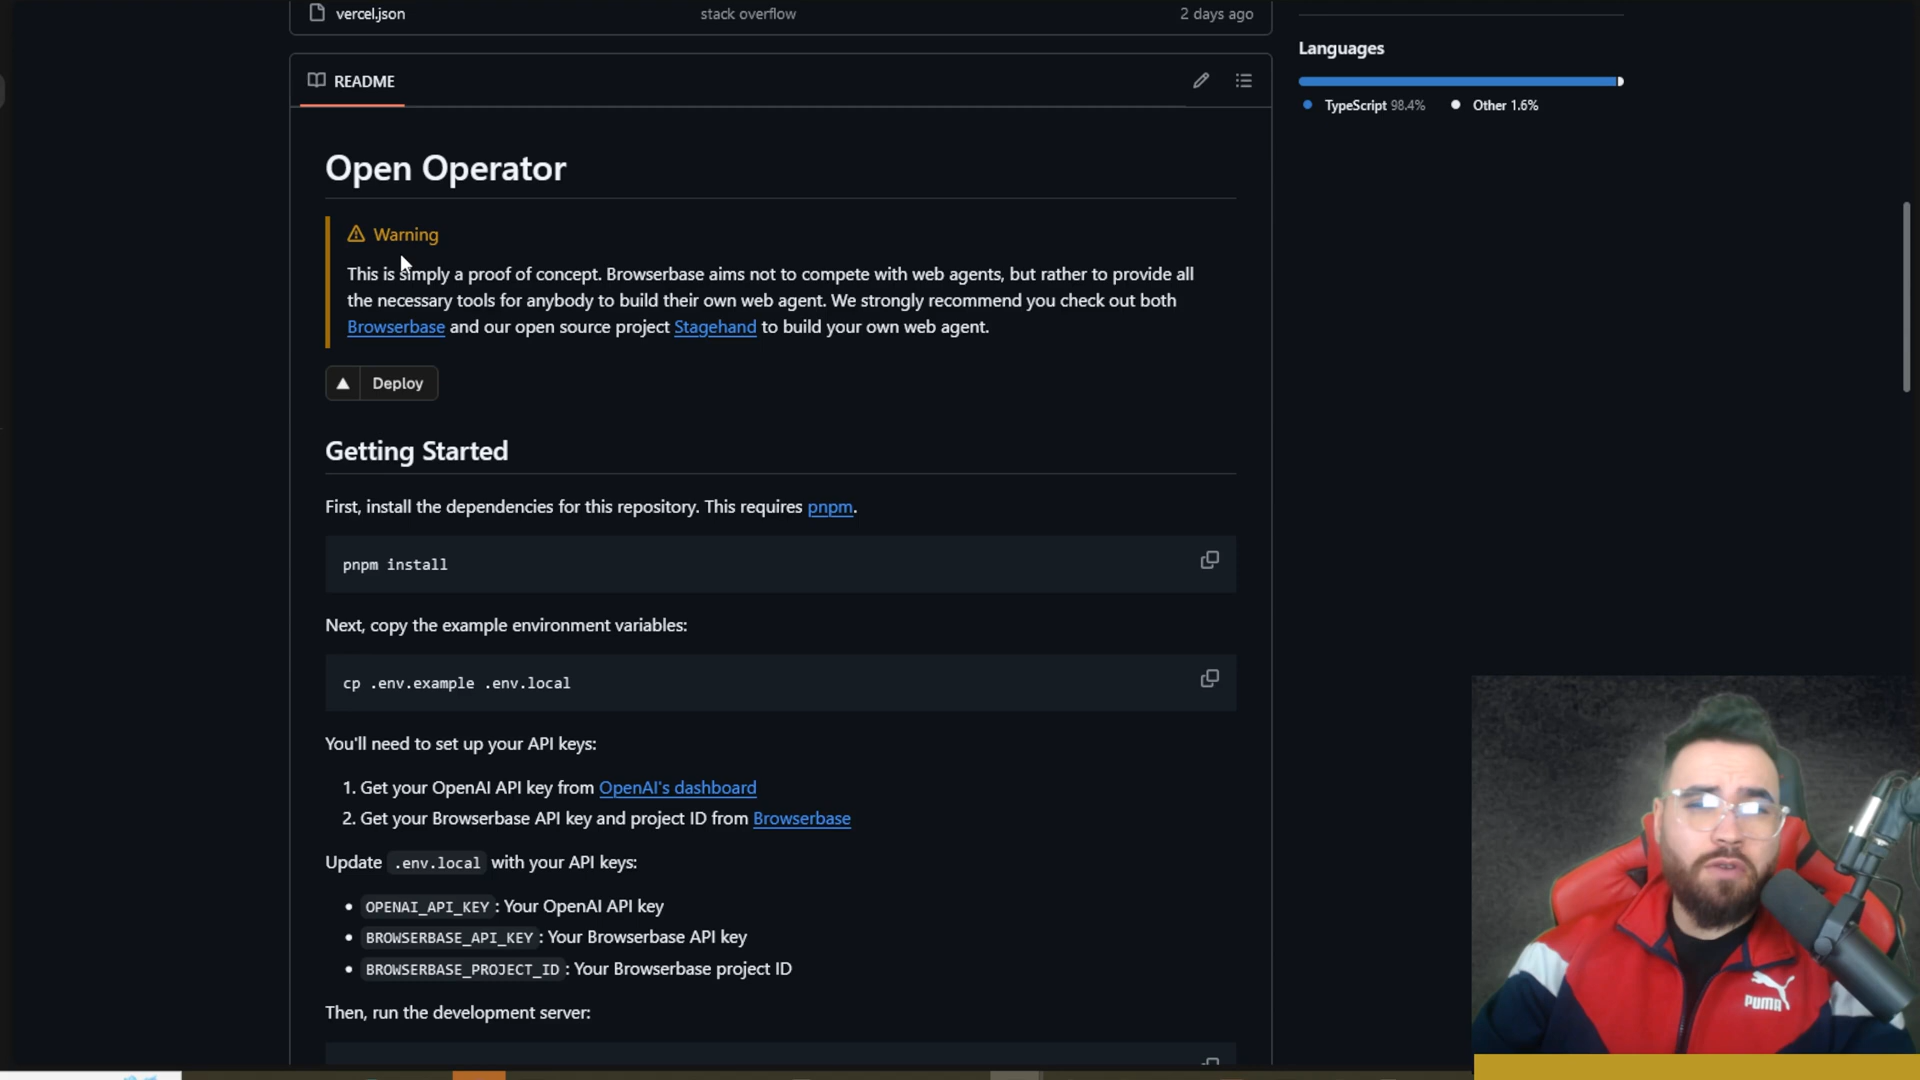 vercel.json stack overflow 2 days ago
README
Open Operator
Warning
This is simply a proof of concept. Browserbase aims not to compete with web agents, but rather to provide all
the necessary tools for anybody to build their own web agent. We strongly recommend you check out both
Browserbase and our open source project Stagehand to build your own web agent.
Deploy
Getting Started
First, install the dependencies for this repository. This requires pnpm.
pnpm install
Next, copy the example environment variables:
cp .env.example .env.local
You'll need to set up your API keys:
1. Get your OpenAI API key from OpenAI's dashboard
2. Get your Browserbase API key and project ID from Browserbase
Update .env.local with your API keys:
• OPENAI_API_KEY: Your OpenAI API key
• BROWSERBASE_API_KEY: Your Browserbase API key
• BROWSERBASE_PROJECT_ID: Your Browserbase project ID
Then, run the development server:
Languages
TypeScript 98.4% Other 1.6%
PUMA